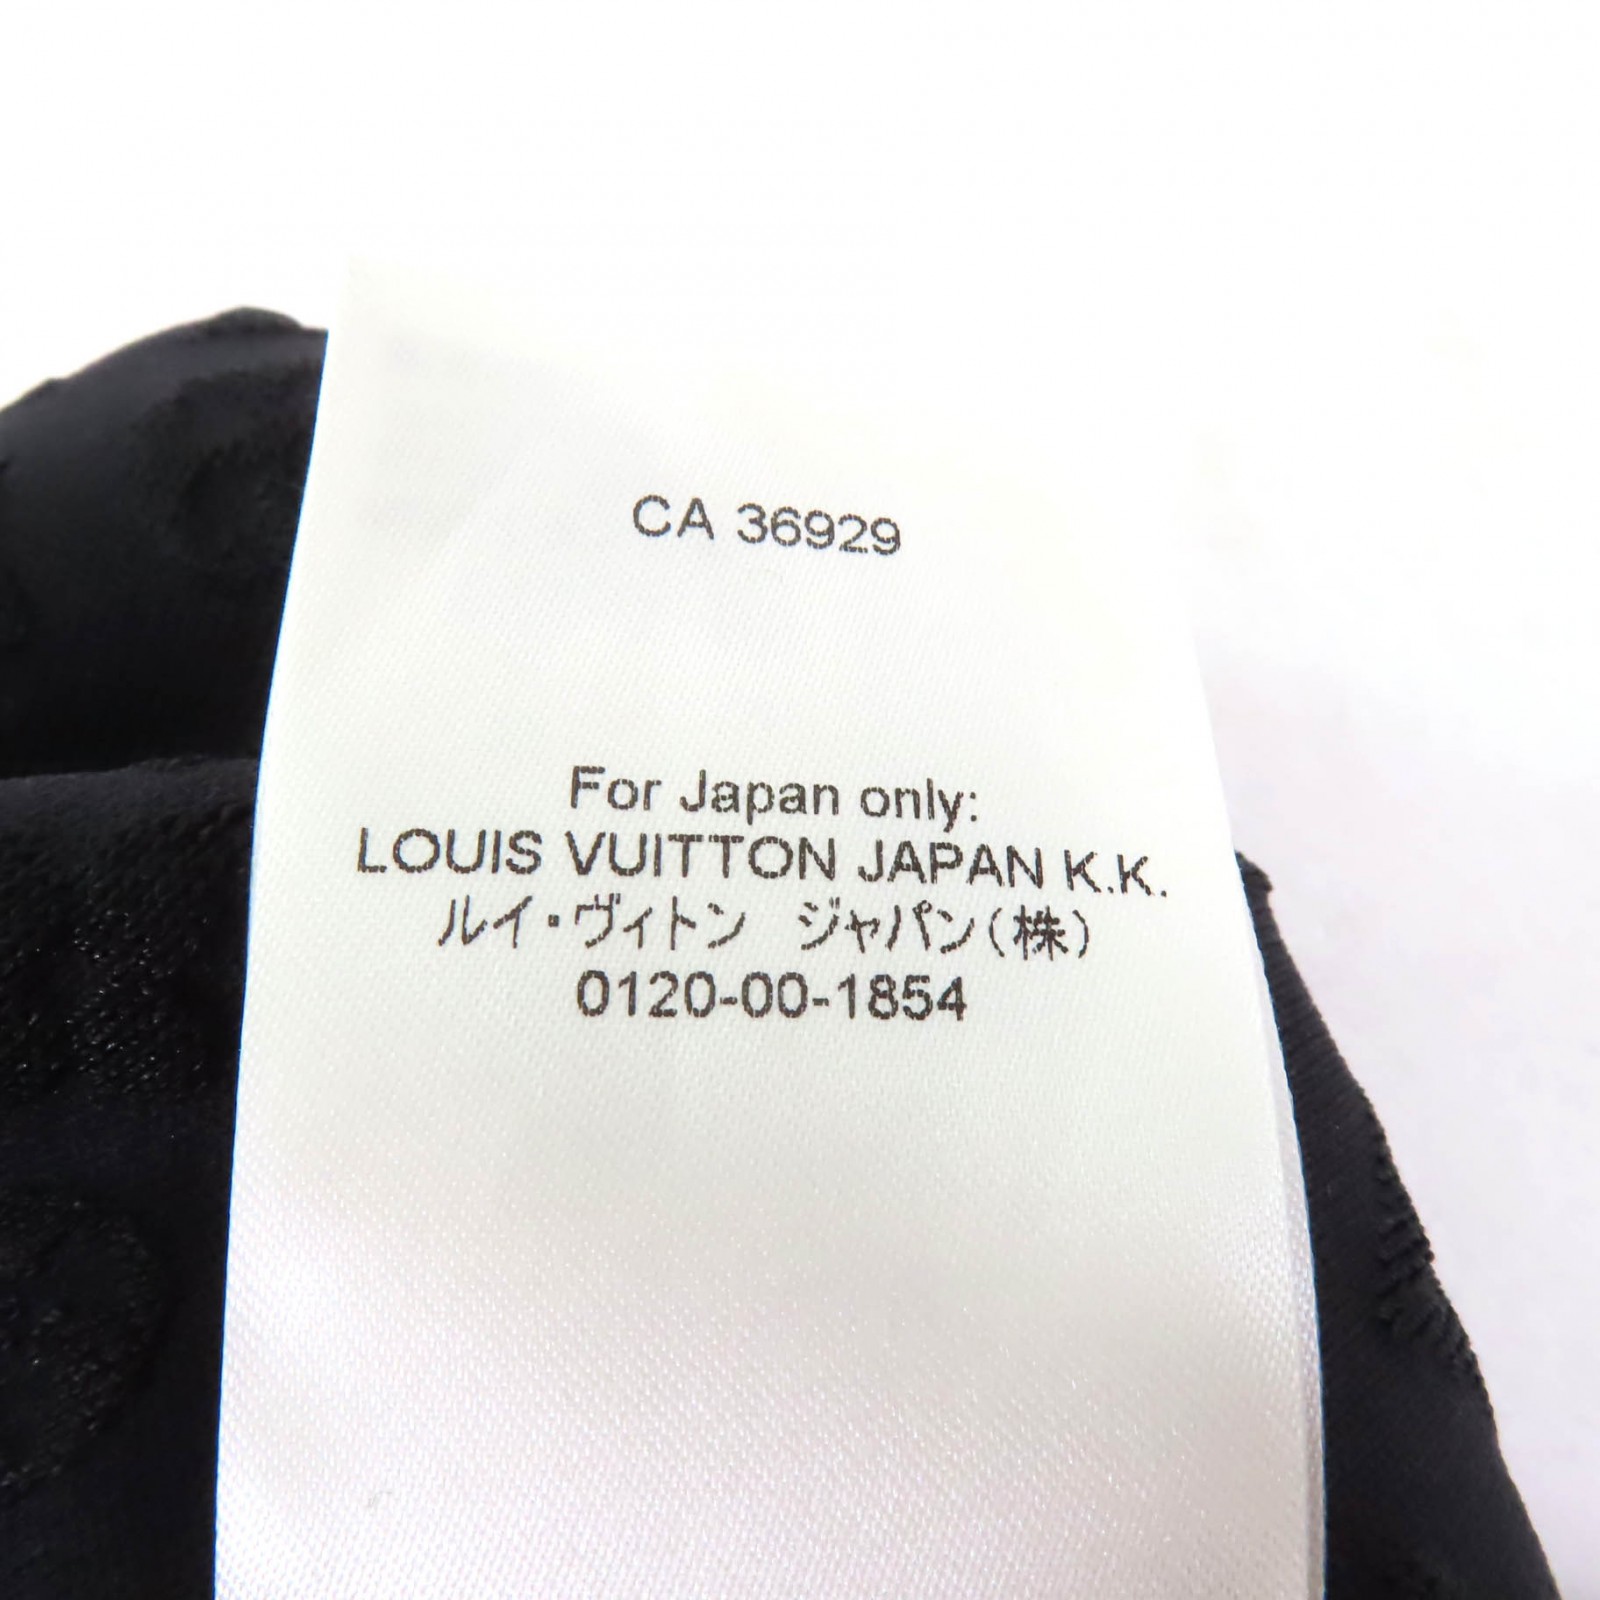 CA 36929
For Japan only:
LOUIS VUITTON JAPAN K.K.
ルイ・ヴィトン　ジャパン(株)
0120-00-1854